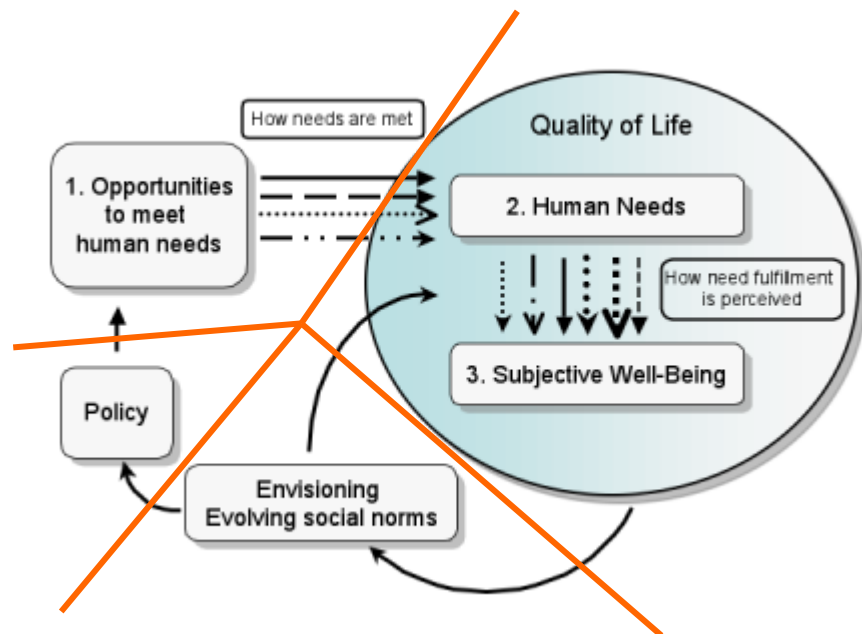 How needs are met
Quality of Life
1. Opportunities
to meet
human needs
2. Human Needs
How need fulfillment
is perceived
3. Subjective Well-Being
Policy
Envisioning
Evolving social norms